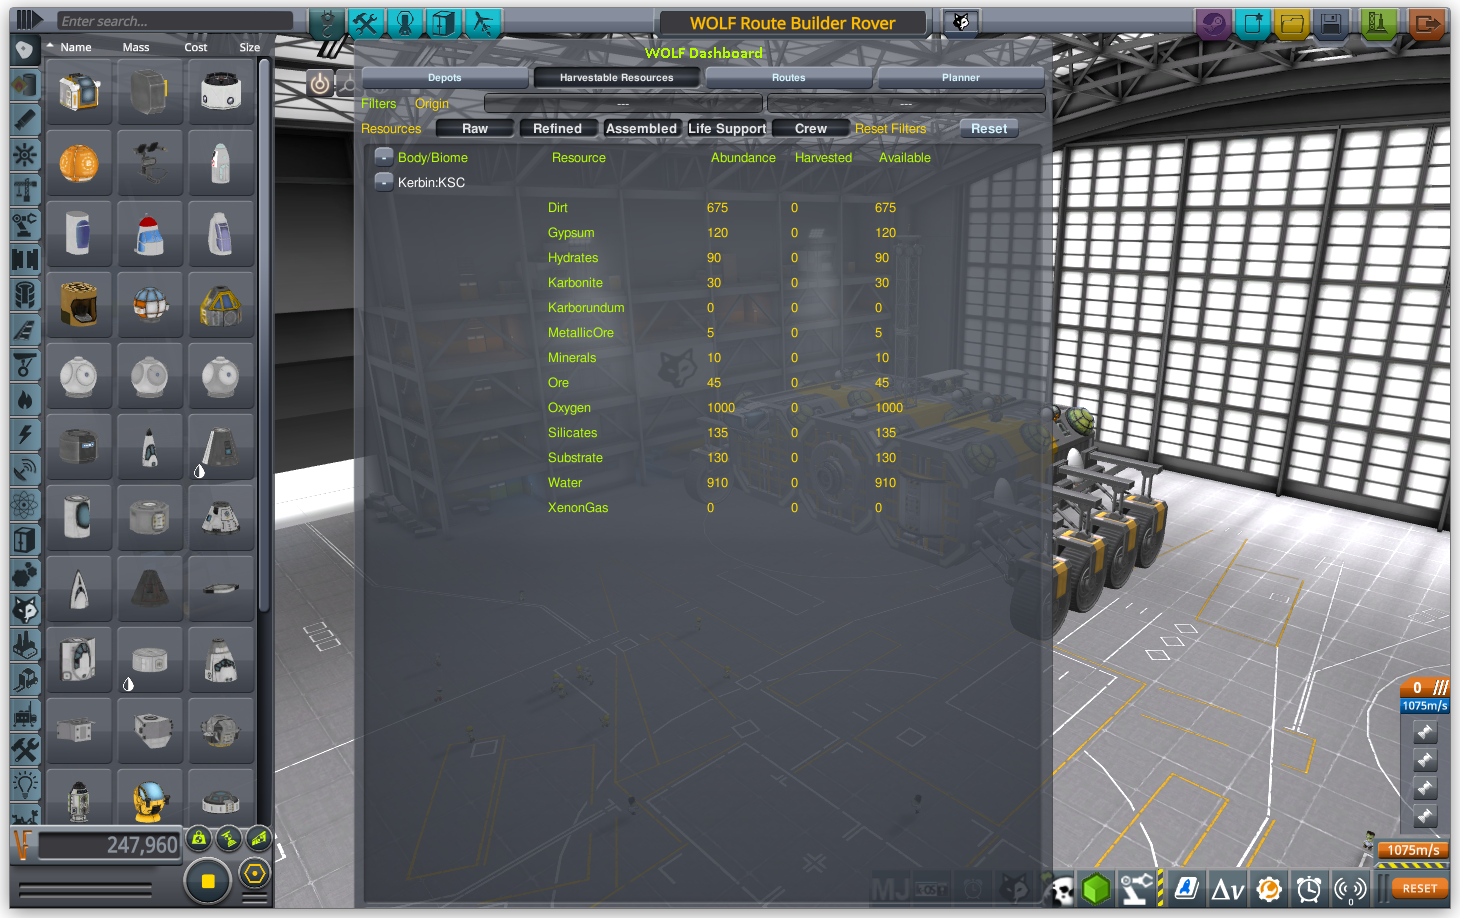 Enter search...
WOLF Route Builder Rover
Name Mass Cost Size
WOLF Dashboard
Depots Harvestable Resources Routes Planner
Filters Origin --- ---
Resources Raw Refined Assembled Life Support Crew Reset Filters Reset
- Body/Biome Resource Abundance Harvested Available
- Kerbin:KSC
Dirt 675 0 675
Gypsum 120 0 120
Hydrates 90 0 90
Karbonite 30 0 30
Karborundum 0 0 0
MetallicOre 5 0 5
Minerals 10 0 10
Ore 45 0 45
Oxygen 1000 0 1000
Silicates 135 0 135
Substrate 130 0 130
Water 910 0 910
XenonGas 0 0 0
0
1075m/s
247,960
1075m/s
MJ
Δv
0
RESET